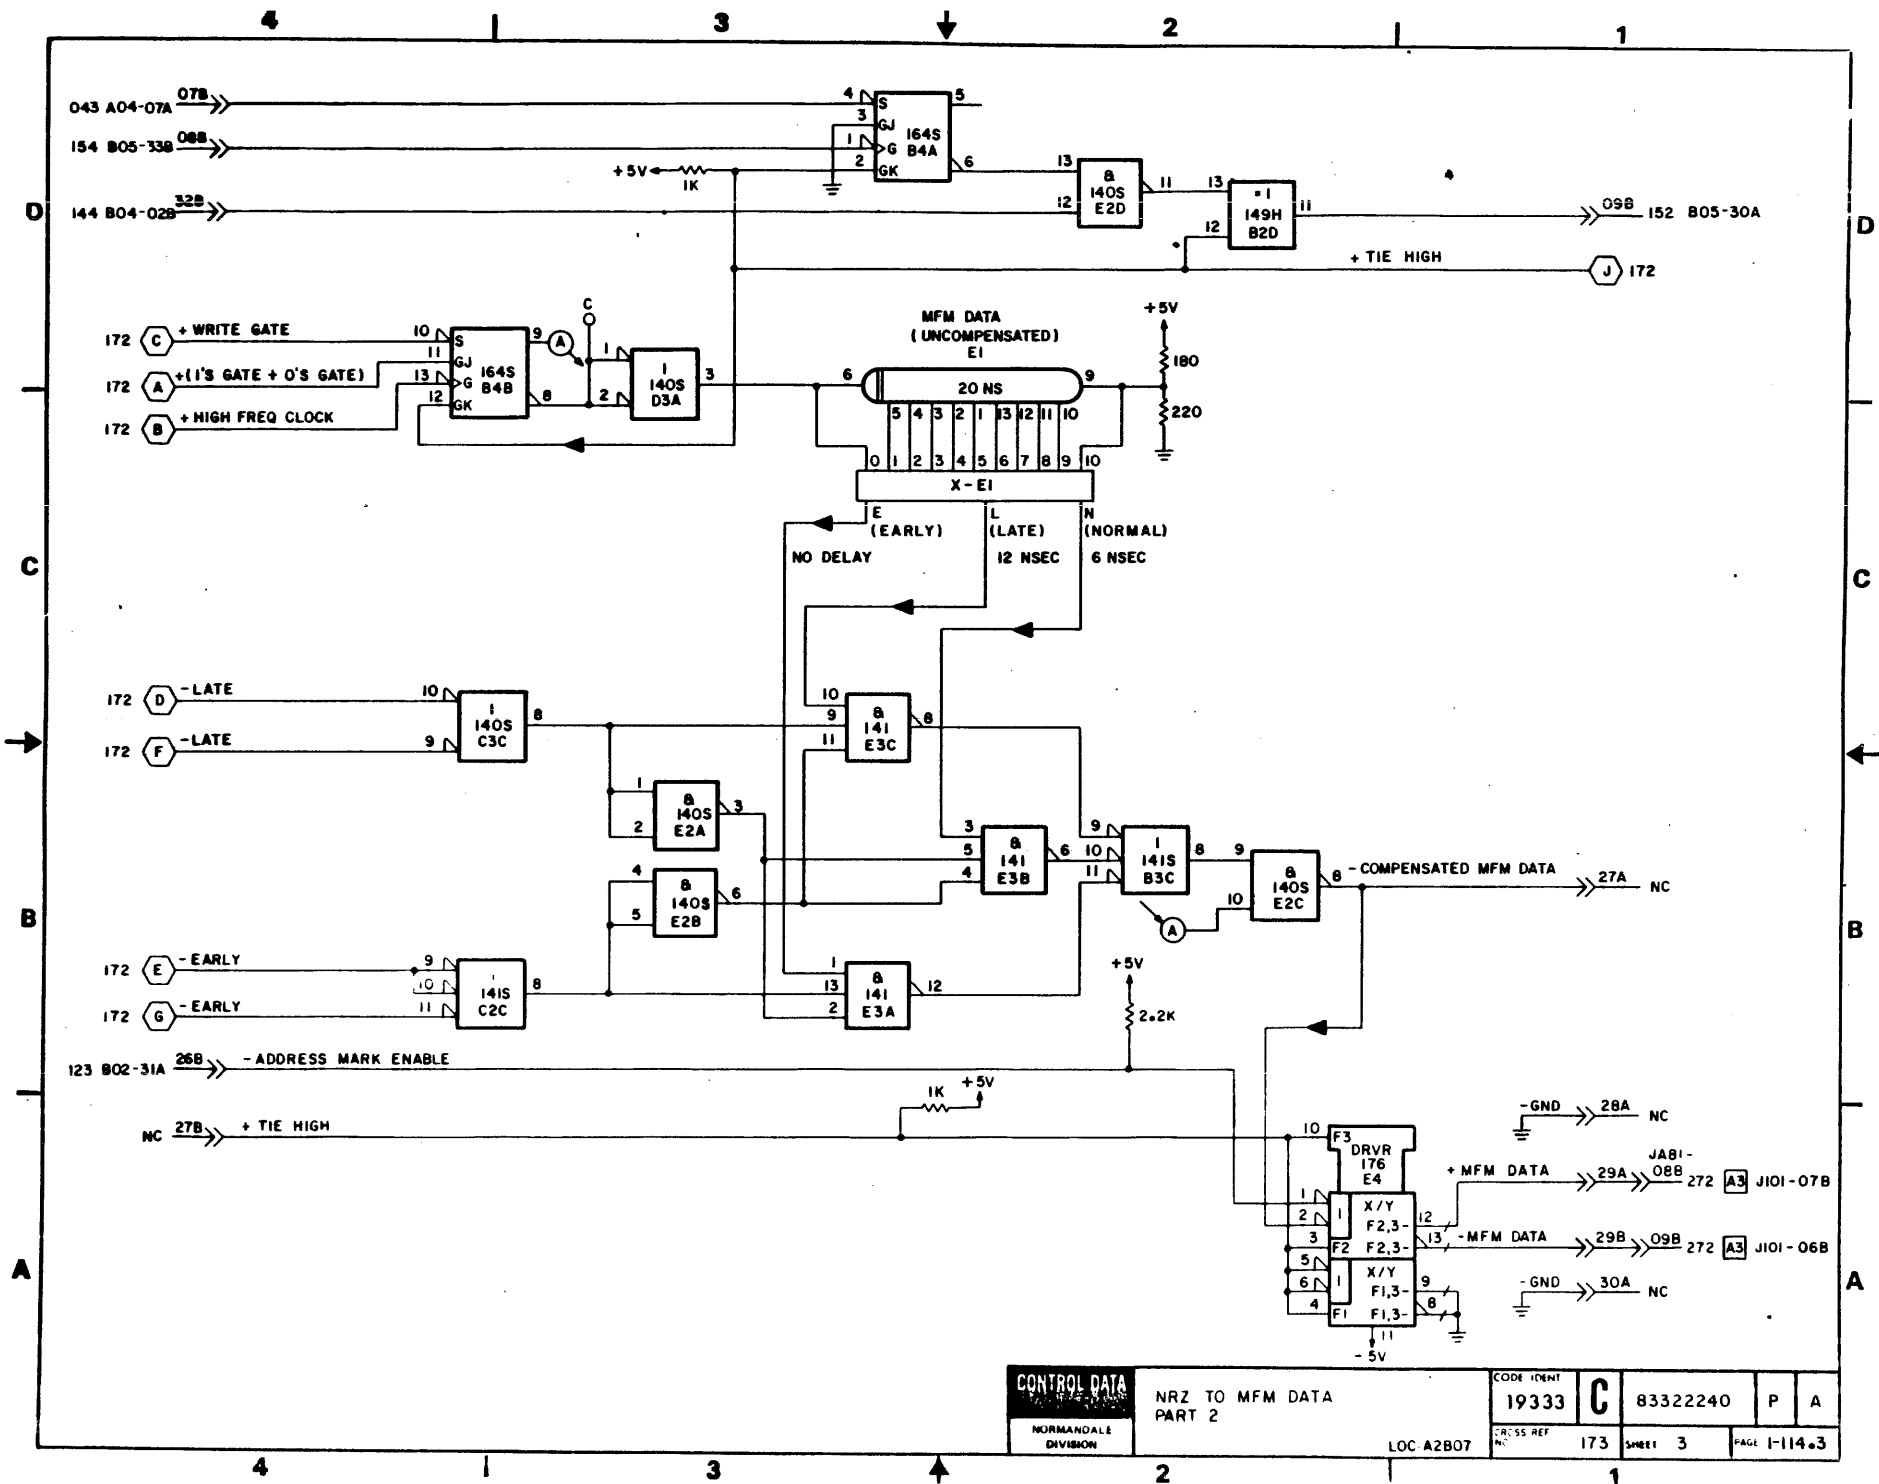 4 3 2 1
043 A04-07A 07B
154 B05-33B 08B
144 B04-02B 32B
4 S 5
3 GJ
1 G 164S B4A
2 GK 6
+5V 1K
13 & 11
140S
12 E2D
13 =1
149H 11
12 B2D
09B 152 B05-30A
+ TIE HIGH J 172
D D
172 C + WRITE GATE
172 A +(1'S GATE + 0'S GATE)
172 B + HIGH FREQ CLOCK
10 S 9 A
11 GJ
13 G 164S B4B
12 GK 8
C
1 1
140S 3
2 D3A
MFM DATA
(UNCOMPENSATED)
E1
6 20 NS 9
+5V
180
220
5 4 3 2 1 13 12 11 10
0 1 2 3 4 5 6 7 8 9 10
X-E1
E L N
(EARLY) (LATE) (NORMAL)
NO DELAY 12 NSEC 6 NSEC
C C
172 D -LATE
172 F -LATE
10 1
140S 8
9 C3C
10 &
9 141 8
11 E3C
1 & 3
140S
2 E2A
4 & 6
140S
5 E2B
3 &
5 141 6
4 E3B
9 1
10 141S 8
11 B3C
9 &
140S 8
10 E2C
A
-COMPENSATED MFM DATA 27A NC
B B
172 E -EARLY
172 G -EARLY
9 1
10 141S 8
11 C2C
1 &
13 141 12
2 E3A
+5V
2.2K
123 B02-31A 26B - ADDRESS MARK ENABLE
1K +5V
NC 27B + TIE HIGH
10 F3
DRVR
176
E4
1 X/Y
2 1 F2,3- 12
3 F2 F2,3- 13
5 X/Y
6 1 F1,3- 9
4 F1 F1,3- 8
11
- 5V
-GND 28A NC
JA81-
+ MFM DATA 29A 08B 272 A3 J101-07B
-MFM DATA 29B 09B 272 A3 J101-06B
-GND 30A NC
A A
CONTROL DATA
NORMANDALE
DIVISION
NRZ TO MFM DATA
PART 2
LOC A2B07
CODE IDENT
19333 C 83322240 P A
CROSS REF
NO. 173 SHEET 3 PAGE 1-114.3
4 3 2 1